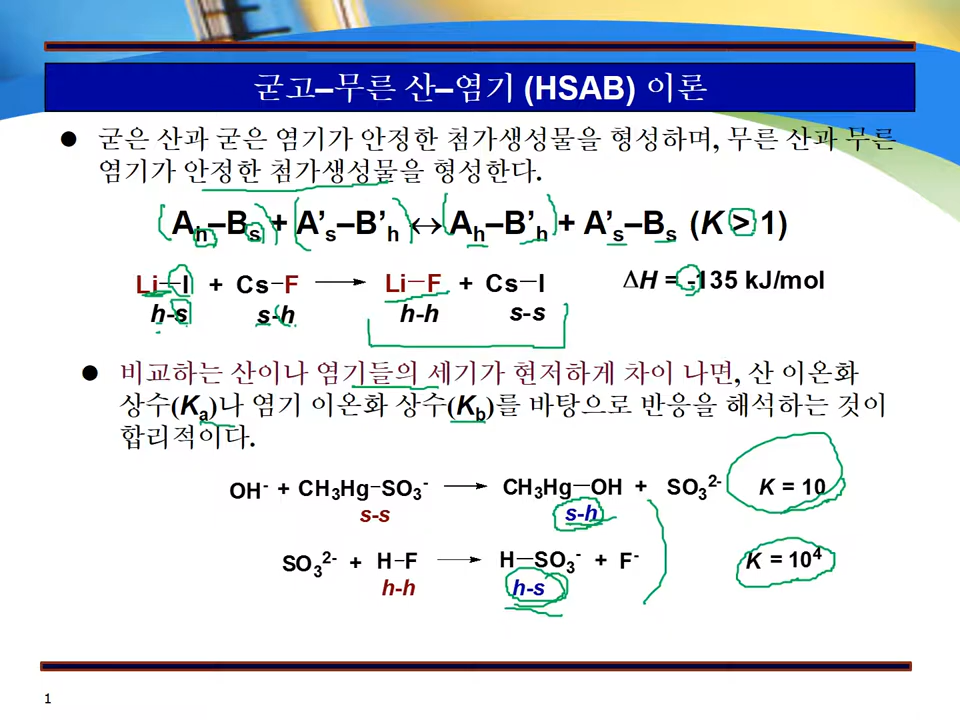 굳고–무른 산–염기 (HSAB) 이론
● 굳은 산과 굳은 염기가 안정한 첨가생성물을 형성하며, 무른 산과 무른
염기가 안정한 첨가생성물을 형성한다.
Aₕ–Bₛ + A’ₛ–B’ₕ ↔ Aₕ–B’ₕ + A’ₛ–Bₛ (K > 1)
Li–I + Cs–F → Li–F + Cs–I ΔH = -135 kJ/mol
h-s s-h h-h s-s
● 비교하는 산이나 염기들의 세기가 현저하게 차이 나면, 산 이온화
상수(Kₐ)나 염기 이온화 상수(K_b)를 바탕으로 반응을 해석하는 것이
합리적이다.
OH⁻ + CH₃Hg–SO₃⁻ → CH₃Hg–OH + SO₃²⁻ K = 10
s-s s-h
SO₃²⁻ + H–F → H–SO₃⁻ + F⁻ K = 10⁴
h-h h-s
1